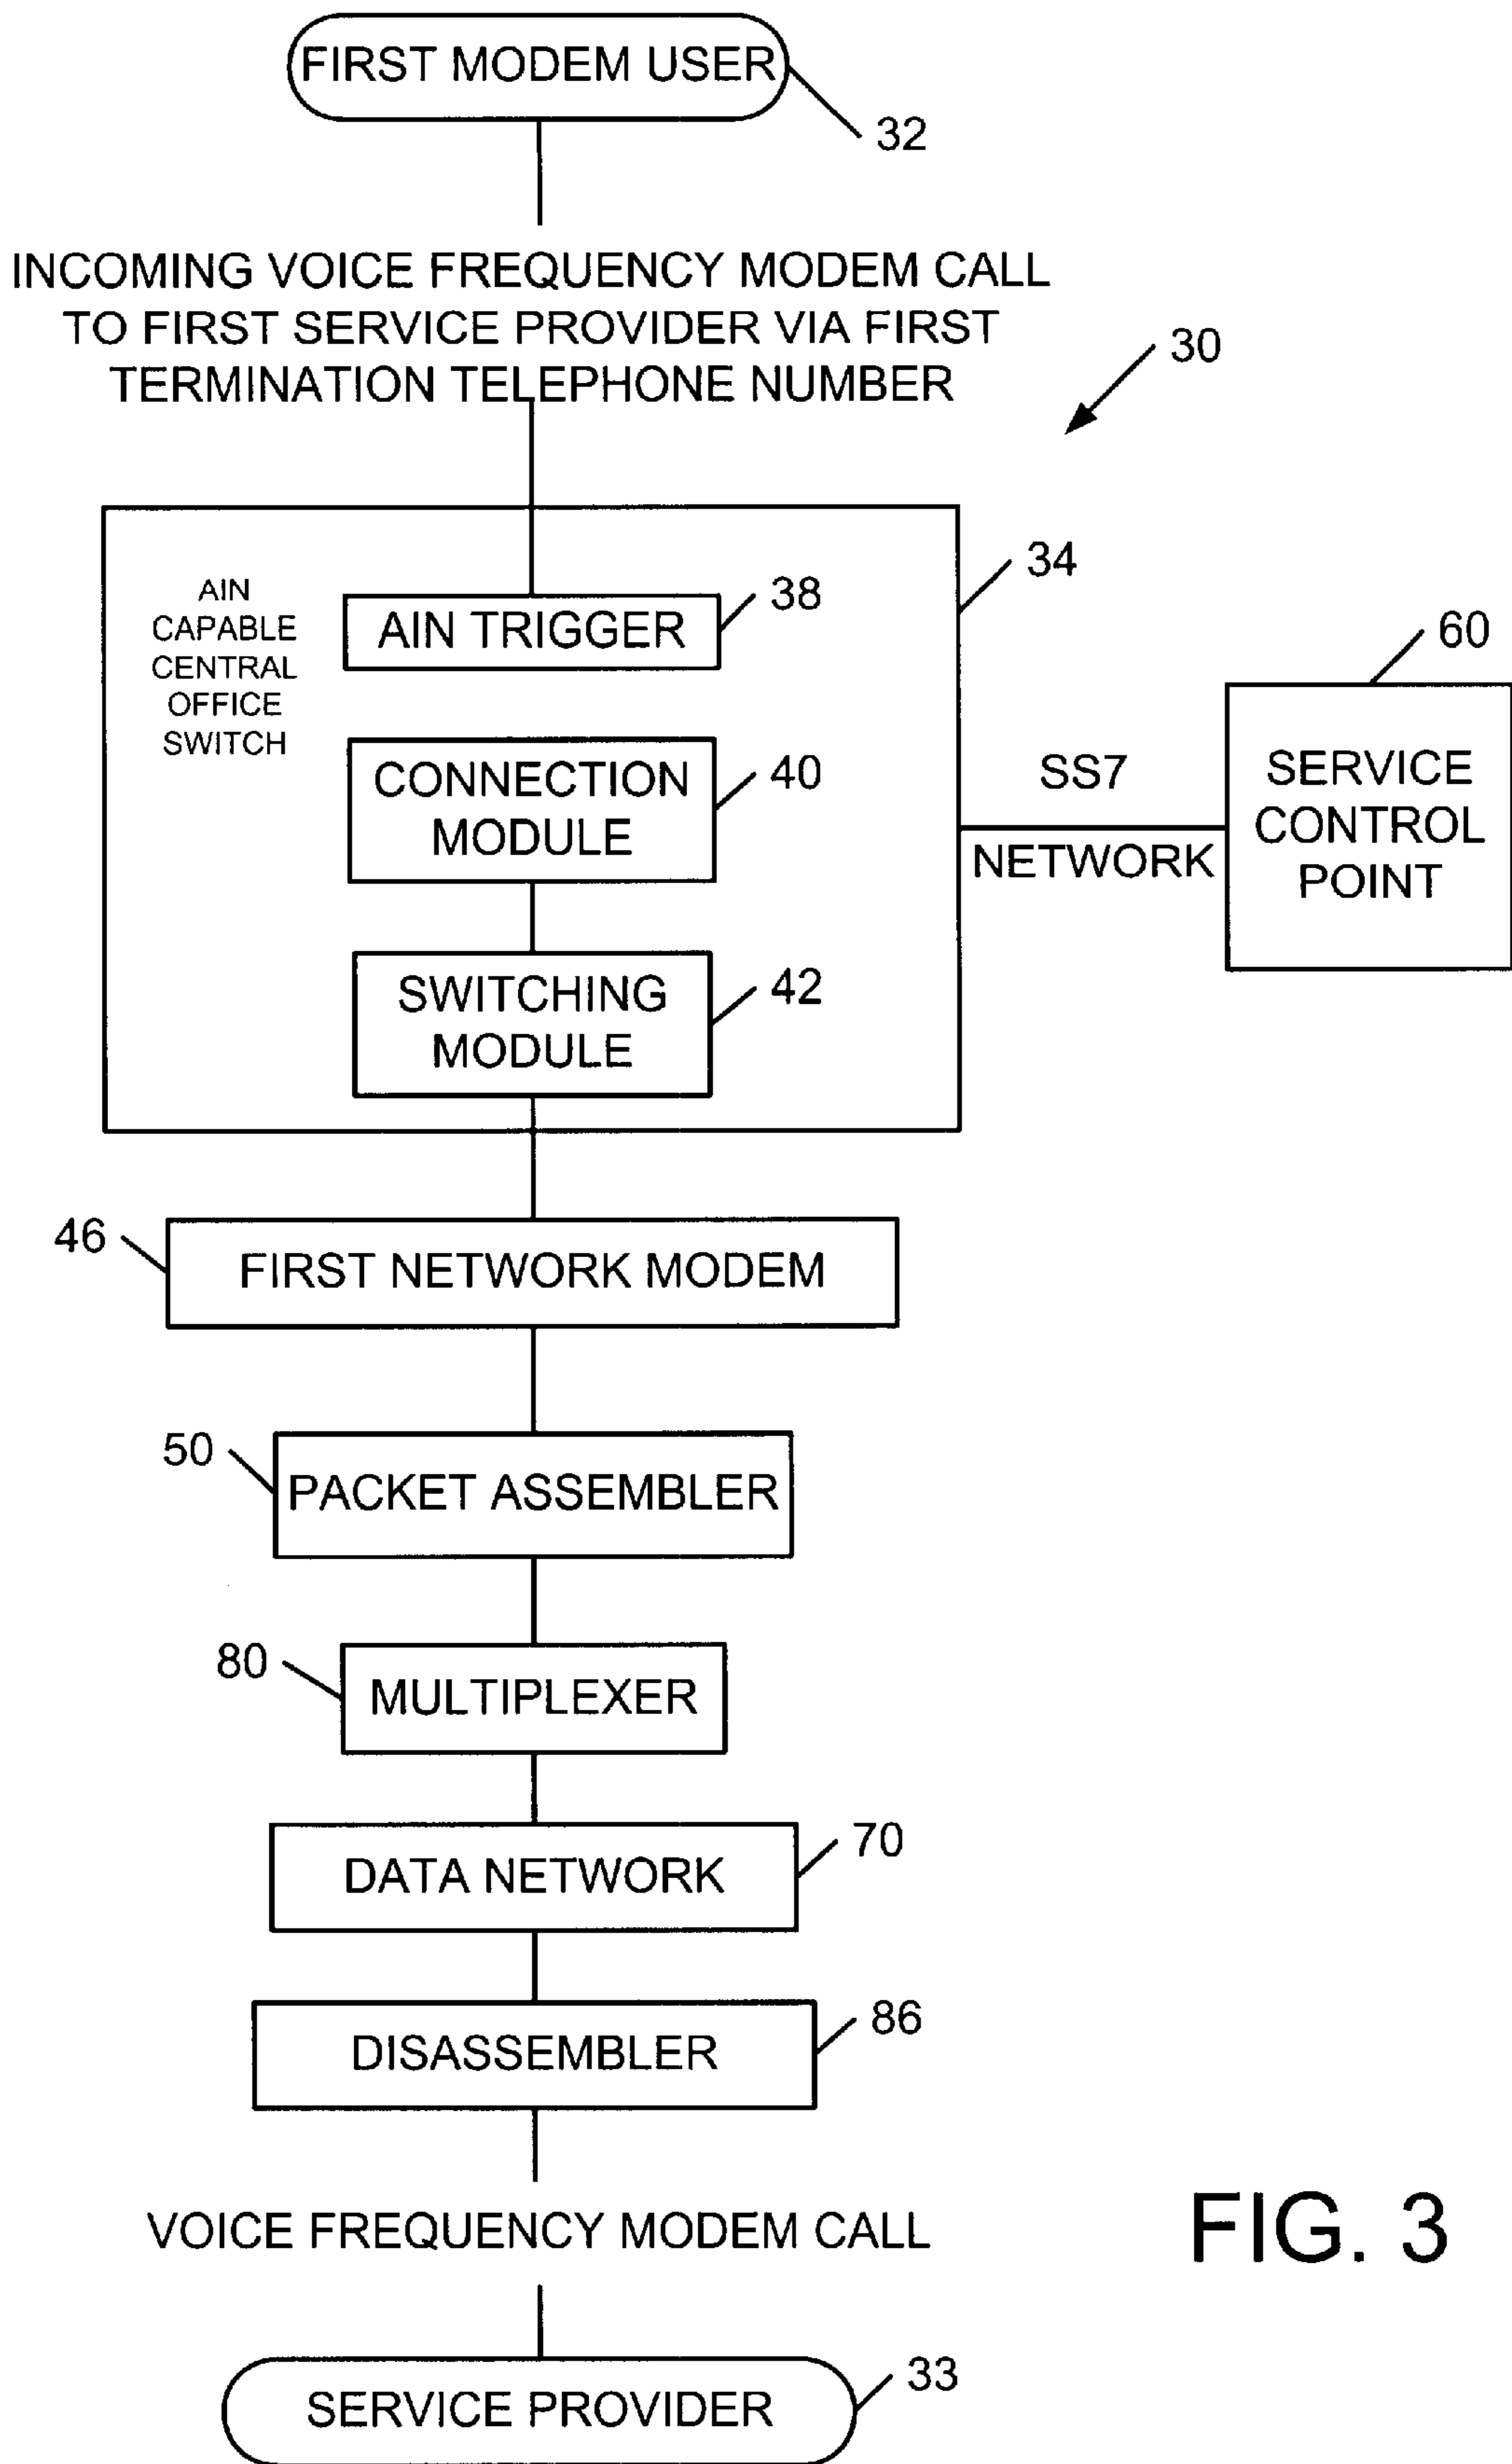 FIRST MODEM USER
32
INCOMING VOICE FREQUENCY MODEM CALL
TO FIRST SERVICE PROVIDER VIA FIRST
TERMINATION TELEPHONE NUMBER
30
34
AIN
CAPABLE
CENTRAL
OFFICE
SWITCH
AIN TRIGGER
38
CONNECTION
MODULE
40
SWITCHING
MODULE
42
SS7
NETWORK
60
SERVICE
CONTROL
POINT
46
FIRST NETWORK MODEM
50
PACKET ASSEMBLER
80
MULTIPLEXER
70
DATA NETWORK
86
DISASSEMBLER
VOICE FREQUENCY MODEM CALL
FIG. 3
33
SERVICE PROVIDER